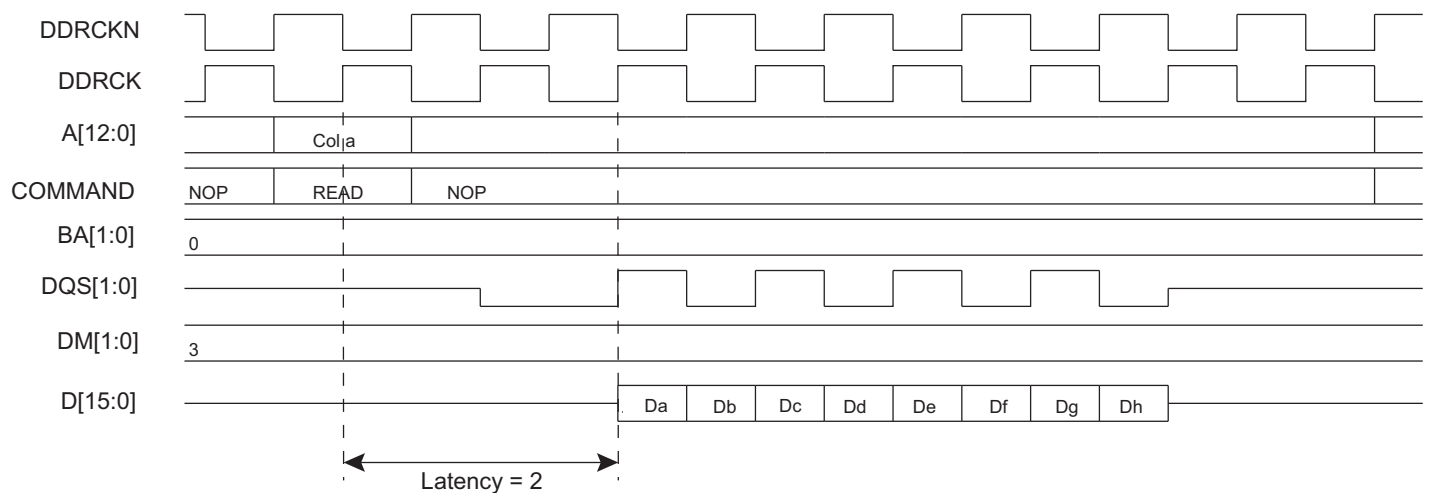 DDRCKN
DDRCK
A[12:0] Col a
COMMAND NOP READ NOP
BA[1:0] 0
DQS[1:0]
DM[1:0] 3
D[15:0] Da Db Dc Dd De Df Dg Dh
Latency = 2